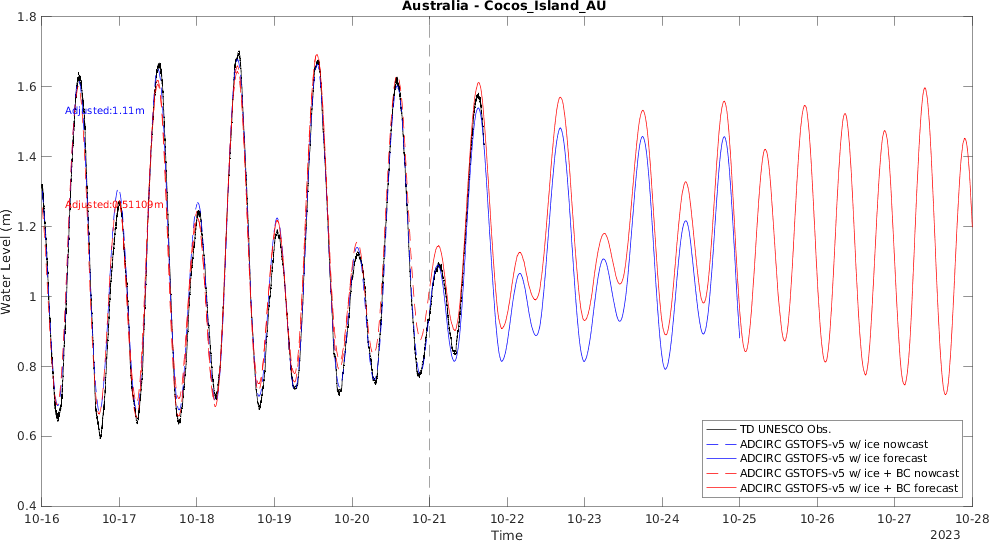 Australia - Cocos_Island_AU
1.8
1.6
1.4
1.2
1
0.8
0.6
0.4
Water Level (m)
Adjusted:1.11m
Adjusted:0.51109m
TD UNESCO Obs.
ADCIRC GSTOFS-v5 w/ ice nowcast
ADCIRC GSTOFS-v5 w/ ice forecast
ADCIRC GSTOFS-v5 w/ ice + BC nowcast
ADCIRC GSTOFS-v5 w/ ice + BC forecast
10-16 10-17 10-18 10-19 10-20 10-21 10-22 10-23 10-24 10-25 10-26 10-27 10-28
Time
2023